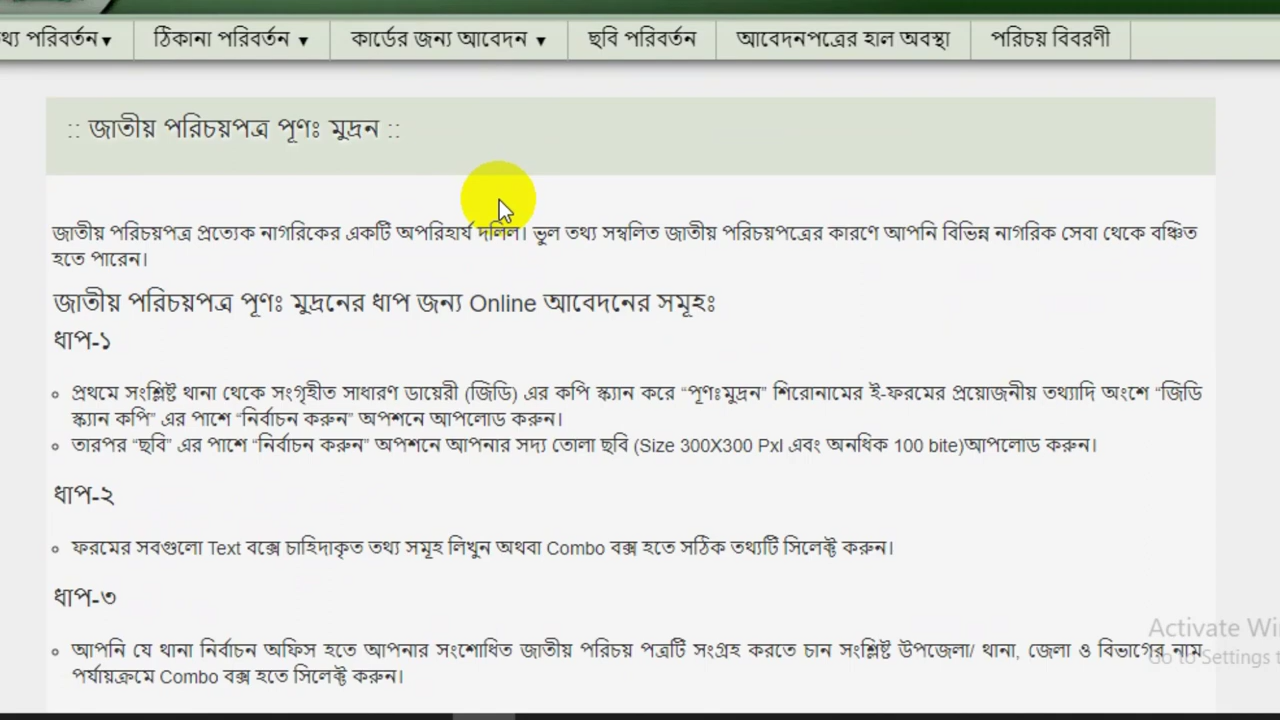 থ্য পরিবর্তন▼ ঠিকানা পরিবর্তন ▼ কার্ডের জন্য আবেদন ▼ ছবি পরিবর্তন আবেদনপত্রের হাল অবস্থা পরিচয় বিবরণী
:: জাতীয় পরিচয়পত্র পূণঃ মুদ্রন ::
জাতীয় পরিচয়পত্র প্রত্যেক নাগরিকের একটি অপরিহার্য দলিল। ভুল তথ্য সম্বলিত জাতীয় পরিচয়পত্রের কারণে আপনি বিভিন্ন নাগরিক সেবা থেকে বঞ্চিত
হতে পারেন।
জাতীয় পরিচয়পত্র পূণঃ মুদ্রনের ধাপ জন্য Online আবেদনের সমূহঃ
ধাপ-১
প্রথমে সংশ্লিষ্ট থানা থেকে সংগৃহীত সাধারণ ডায়েরী (জিডি) এর কপি স্ক্যান করে “পূণঃমুদ্রন” শিরোনামের ই-ফরমের প্রয়োজনীয় তথ্যাদি অংশে “জিডি
স্ক্যান কপি” এর পাশে “নির্বাচন করুন” অপশনে আপলোড করুন।
তারপর “ছবি” এর পাশে “নির্বাচন করুন” অপশনে আপনার সদ্য তোলা ছবি (Size 300X300 Pxl এবং অনধিক 100 bite)আপলোড করুন।
ধাপ-২
ফরমের সবগুলো Text বক্সে চাহিদাকৃত তথ্য সমূহ লিখুন অথবা Combo বক্স হতে সঠিক তথ্যটি সিলেক্ট করুন।
ধাপ-৩
আপনি যে থানা নির্বাচন অফিস হতে আপনার সংশোধিত জাতীয় পরিচয় পত্রটি সংগ্রহ করতে চান সংশ্লিষ্ট উপজেলা/ থানা, জেলা ও বিভাগের নাম
পর্যায়ক্রমে Combo বক্স হতে সিলেক্ট করুন।
Activate Wi
Go to Settings t